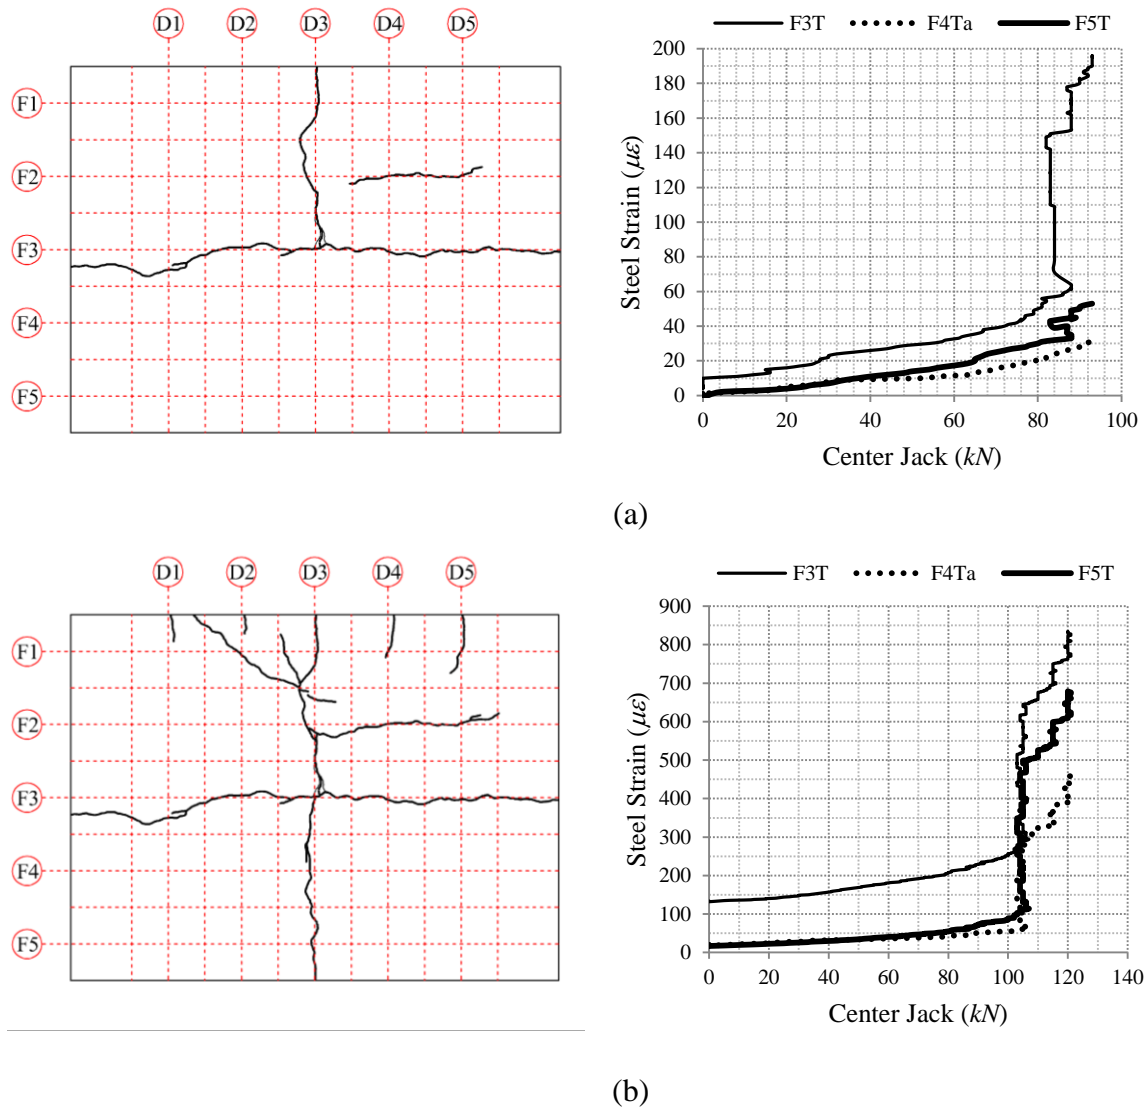 D1 D2 D3 D4 D5
F1
F2
F3
F4
F5
F3T F4Ta F5T
200
180
160
140
120
100
80
60
40
20
0
Steel Strain (με)
0 20 40 60 80 100
Center Jack (kN)
(a)
D1 D2 D3 D4 D5
F1
F2
F3
F4
F5
F3T F4Ta F5T
900
800
700
600
500
400
300
200
100
0
Steel Strain (με)
0 20 40 60 80 100 120 140
Center Jack (kN)
(b)